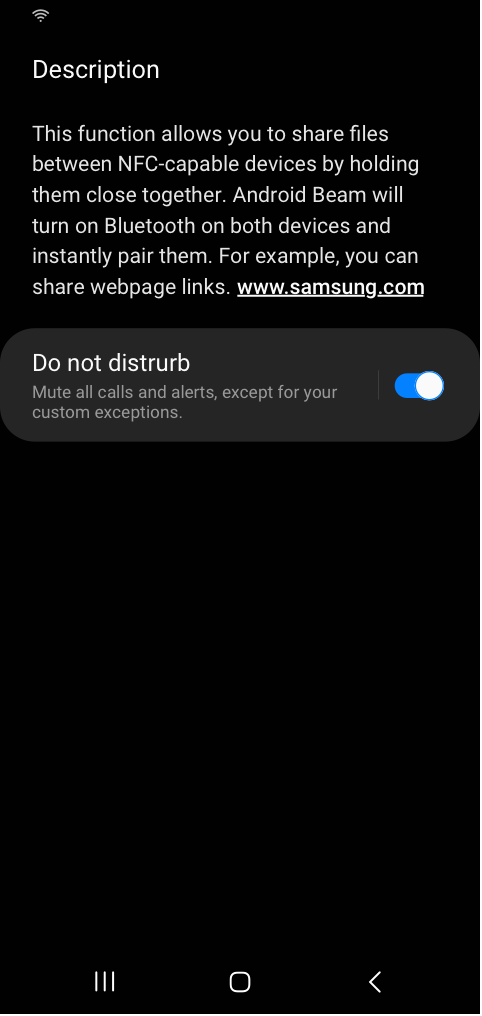 Description
This function allows you to share files
between NFC-capable devices by holding
them close together. Android Beam will
turn on Bluetooth on both devices and
instantly pair them. For example, you can
share webpage links. www.samsung.com
Do not distrurb
Mute all calls and alerts, except for your
custom exceptions.